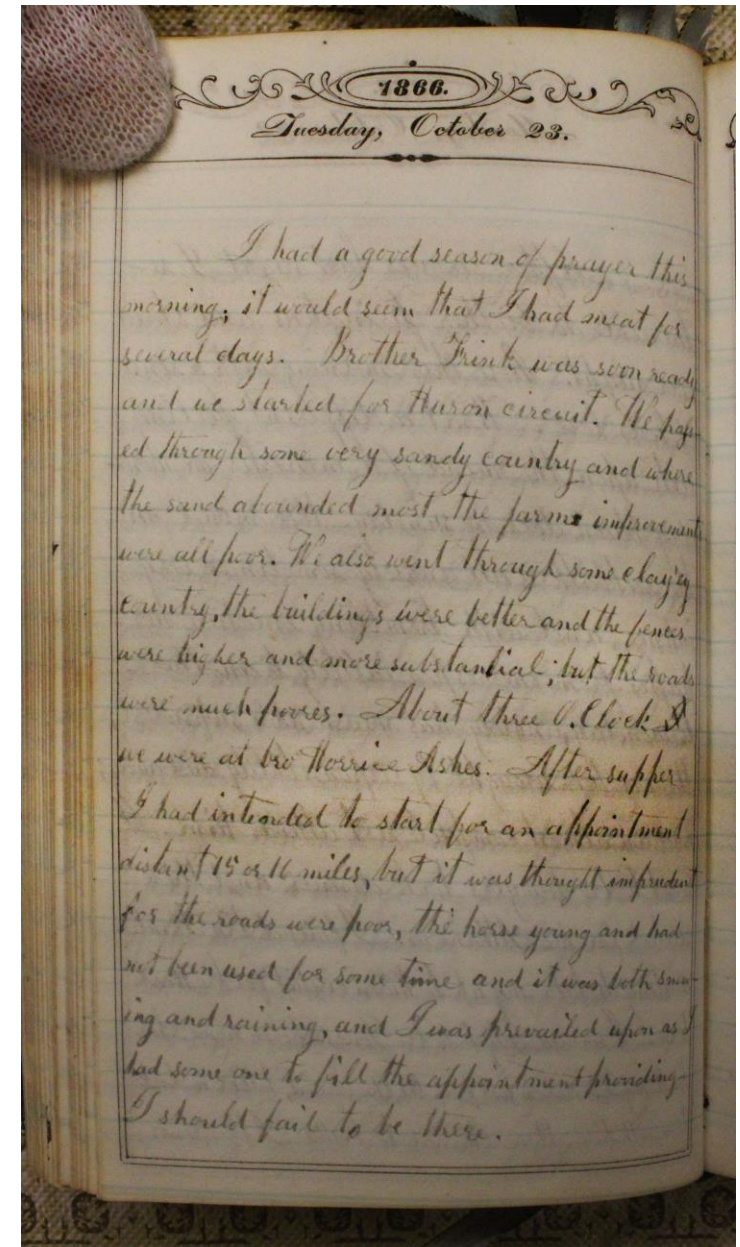 1866.
Tuesday, October 23.
I had a good season of prayer this
morning; it would seem that I had meat for
several days. Brother Frink was soon ready
and we started for Huron circuit. We pass-
ed through some very sandy country and where
the sand abounded most the farms improvements
were all poor. We also went through some clay'ey
country, the buildings were better and the fences
were higher and more substantial; but the roads
were much poorer. About three O.Clock
we were at bro Horrice Ashes. After supper
I had intended to start for an appointment
distent 15 or 16 miles, but it was thought imprudent
for the roads were poor, the horse young and had
not been used for some time and it was both snow-
ing and raining, and I was prevailed upon as I
had some one to fill the appointment providing
I should fail to be there.